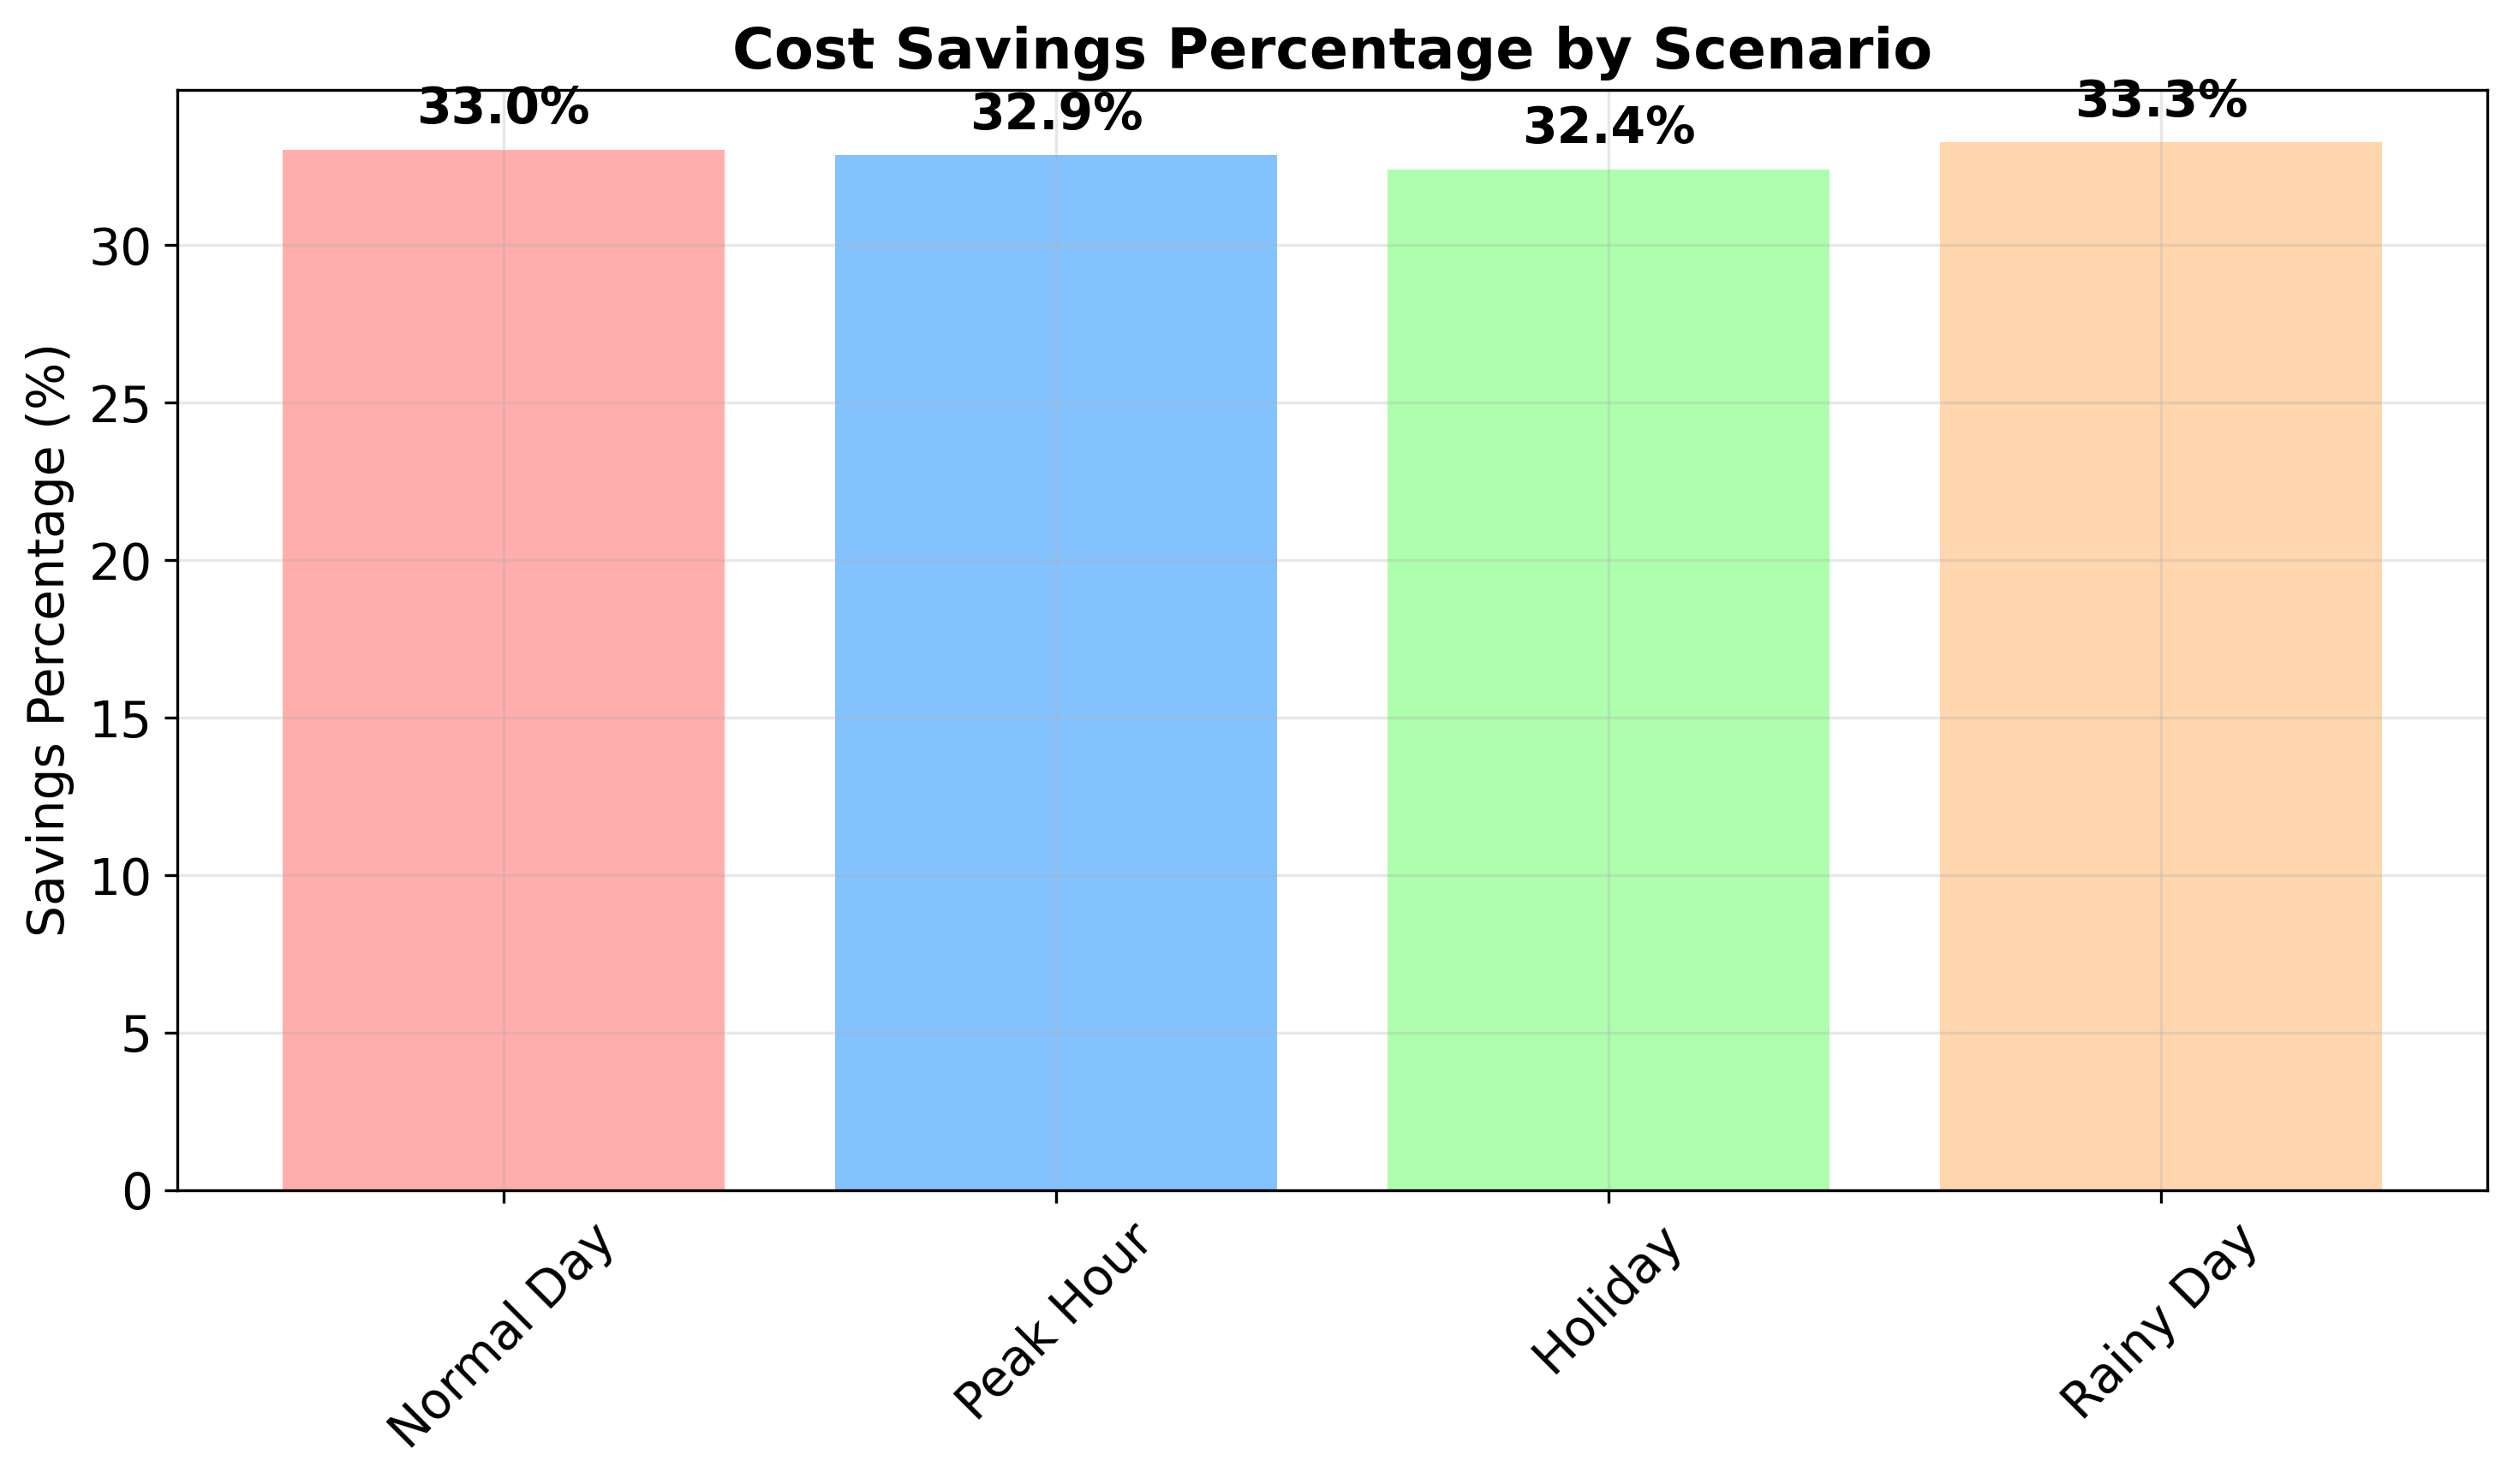 Cost Savings Percentage by Scenario
33.0%
32.9%
32.4%
33.3%
Savings Percentage (%)
30
25
20
15
10
5
0
Normal Day
Peak Hour
Holiday
Rainy Day